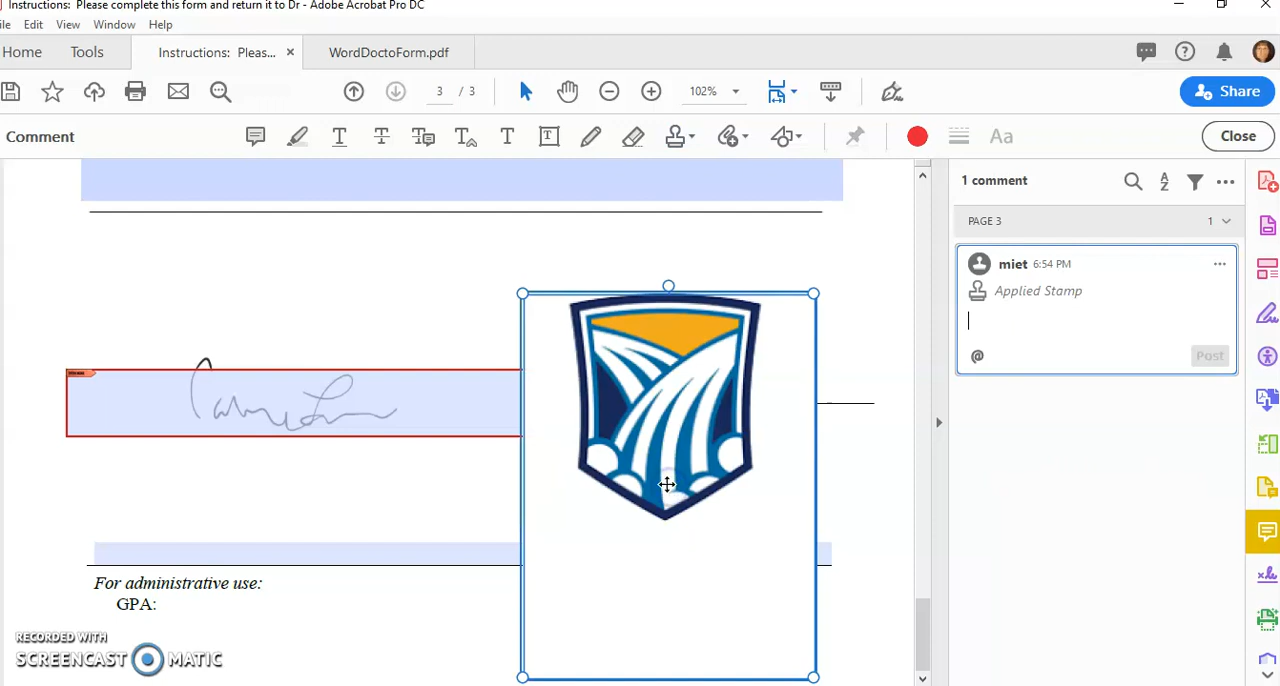 Instructions: Please complete this form and return it to Dr - Adobe Acrobat Pro DC
ile Edit View Window Help
Home Tools Instructions: Pleas... × WordDoctoForm.pdf
3 / 3 102% Share
Comment Aa Close
1 comment
PAGE 3 1
miet 6:54 PM
Applied Stamp
@ Post
For administrative use:
GPA:
RECORDED WITH
SCREENCAST MATIC